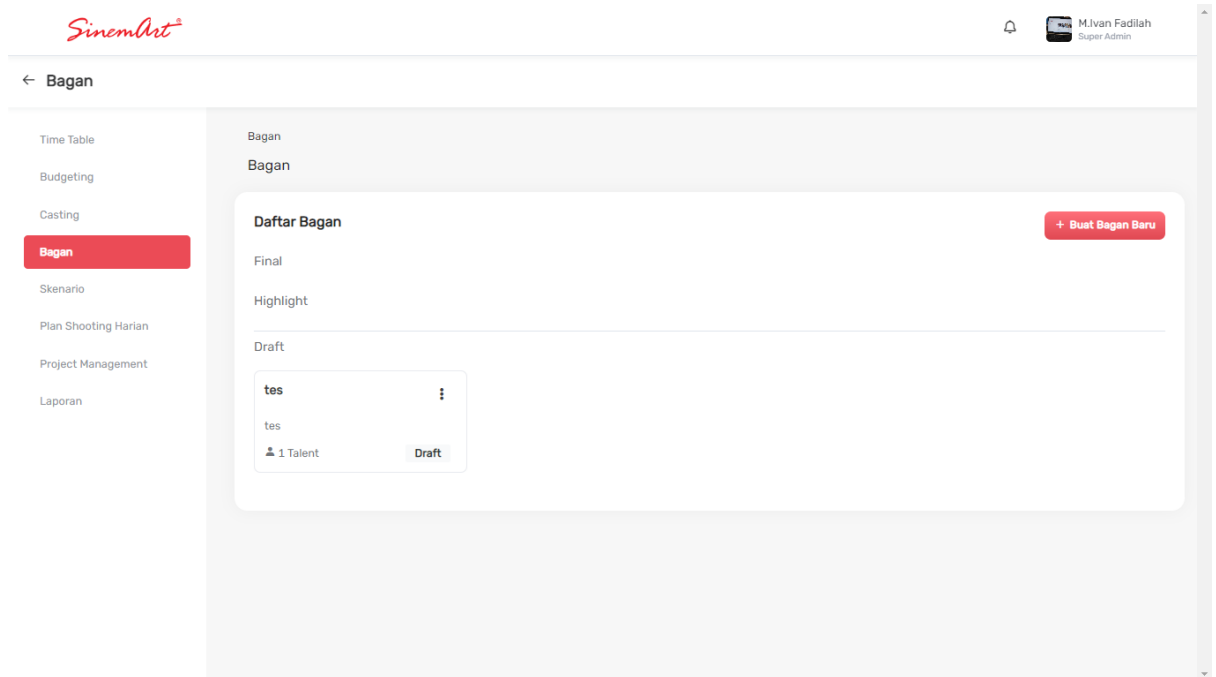 SinemArt®
M.Ivan Fadilah
Super Admin
← Bagan
Time Table
Budgeting
Casting
Bagan
Skenario
Plan Shooting Harian
Project Management
Laporan
Bagan
Bagan
Daftar Bagan
+ Buat Bagan Baru
Final
Highlight
Draft
tes
tes
1 Talent
Draft